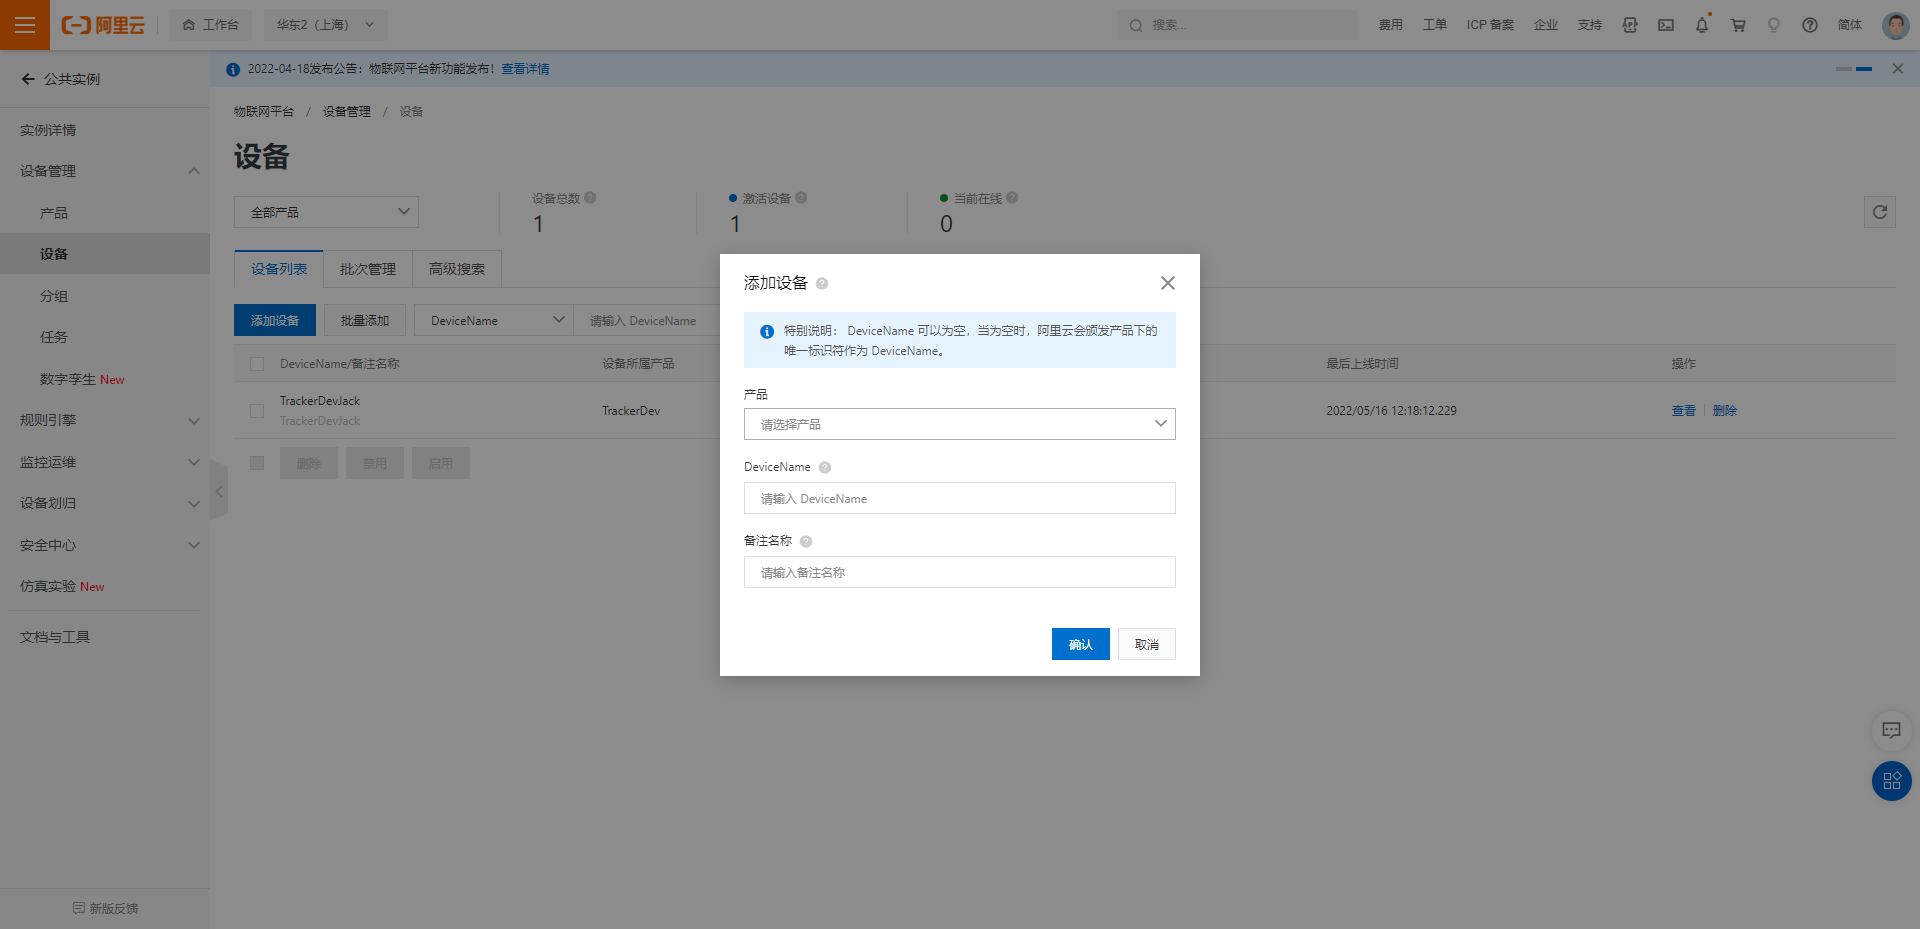 阿里云
工作台
华东2（上海）
搜索...
费用
工单
ICP 备案
企业
支持
简体
公共实例
2022-04-18发布公告：物联网平台新功能发布！查看详情
物联网平台 / 设备管理 / 设备
实例详情
设备管理
产品
设备
分组
任务
数字孪生 New
规则引擎
监控运维
设备划归
安全中心
仿真实验 New
文档与工具
新版反馈
设备
全部产品
设备总数
1
激活设备
1
当前在线
0
设备列表
批次管理
高级搜索
添加设备
批量添加
DeviceName
请输入 DeviceName
DeviceName/备注名称
设备所属产品
最后上线时间
操作
TrackerDevJack
TrackerDevJack
TrackerDev
2022/05/16 12:18:12.229
查看
删除
删除
禁用
启用
添加设备
特别说明： DeviceName 可以为空，当为空时，阿里云会颁发产品下的
唯一标识符作为 DeviceName。
产品
请选择产品
DeviceName
请输入 DeviceName
备注名称
请输入备注名称
确认
取消